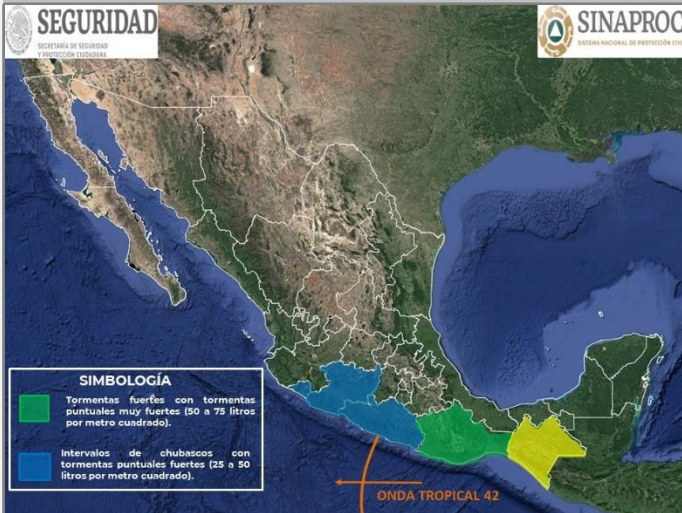 SEGURIDAD
SECRETARÍA DE SEGURIDAD
Y PROTECCIÓN CIUDADANA
SINAPROC
SISTEMA NACIONAL DE PROTECCIÓN CIVI
SIMBOLOGÍA
Tormentas fuertes con tormentas
puntuales muy fuertes (50 a 75 litros
por metro cuadrado).
Intervalos de chubascos con
tormentas puntuales fuertes (25 a 50
litros por metro cuadrado).
ONDA TROPICAL 42